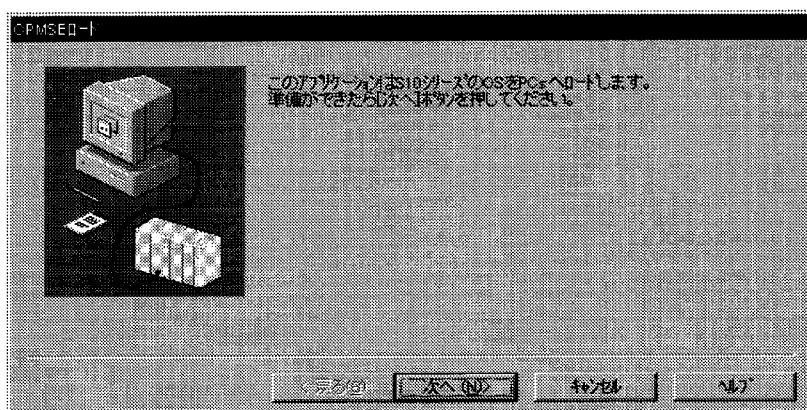 CPMSEロード
このアプリケーションはS10シリーズのOSをPCsへロードします。
準備ができたら[次へ]ボタンを押してください。
<戻る(B)
次へ(N)>
キャンセル
ヘルプ